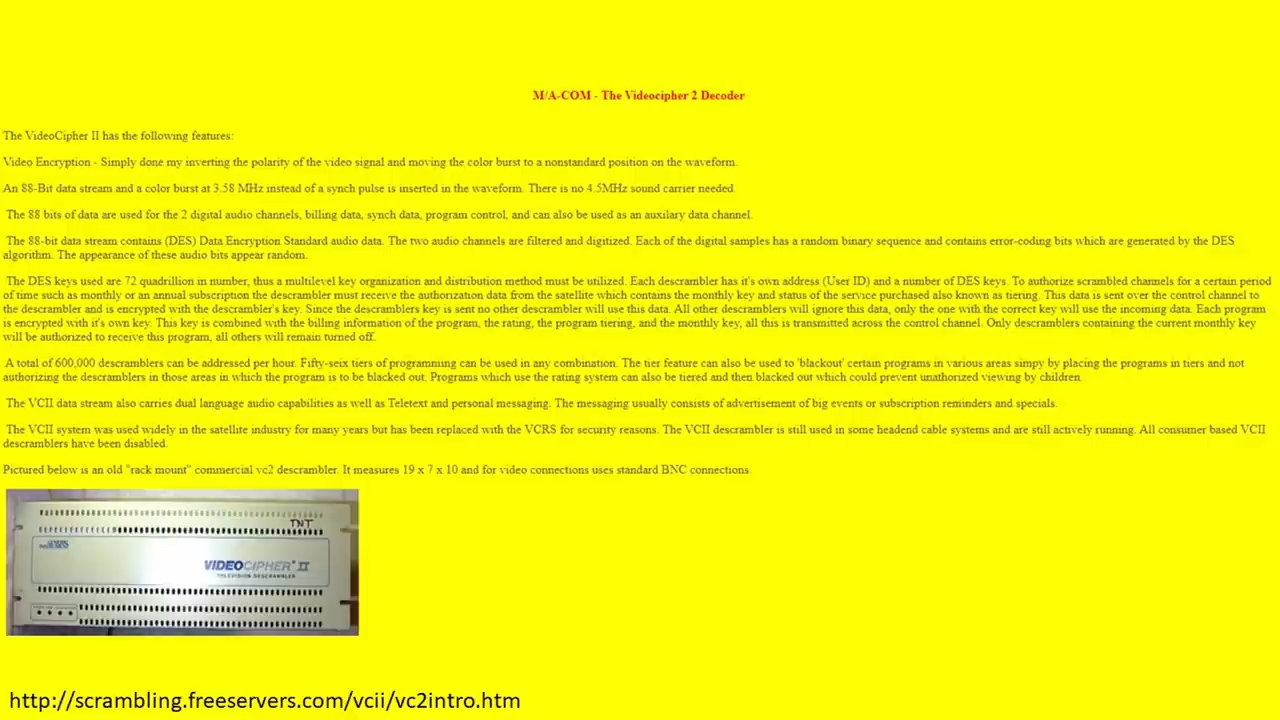 M/A-COM - The Videocipher 2 Decoder
The VideoCipher II has the following features:
Video Encryption - Simply done my inverting the polarity of the video signal and moving the color burst to a nonstandard position on the waveform.
An 88-Bit data stream and a color burst at 3.58 MHz instead of a synch pulse is inserted in the waveform. There is no 4.5MHz sound carrier needed.
The 88 bits of data are used for the 2 digital audio channels, billing data, synch data, program control, and can also be used as an auxilary data channel.
The 88-bit data stream contains (DES) Data Encryption Standard audio data. The two audio channels are filtered and digitized. Each of the digital samples has a random binary sequence and contains error-coding bits which are generated by the DES
algorithm. The appearance of these audio bits appear random.
The DES keys used are 72 quadrillion in number, thus a multilevel key organization and distribution method must be utilized. Each descrambler has it's own address (User ID) and a number of DES keys. To authorize scrambled channels for a certain period
of time such as monthly or an annual subscription the descrambler must receive the authorization data from the satellite which contains the monthly key and status of the service purchased also known as tiering. This data is sent over the control channel to
the descrambler and is encrypted with the descrambler's key. Since the descramblers key is sent no other descrambler will use this data. All other descramblers will ignore this data, only the one with the correct key will use the incoming data. Each program
is encrypted with it's own key. This key is combined with the billing information of the program, the rating, the program tiering, and the monthly key, all this is transmitted across the control channel. Only descramblers containing the current monthly key
will be authorized to receive this program, all others will remain turned off.
A total of 600,000 descramblers can be addressed per hour. Fifty-seix tiers of programming can be used in any combination. The tier feature can also be used to 'blackout' certain programs in various areas simpy by placing the programs in tiers and not
authorizing the descramblers in those areas in which the program is to be blacked out. Programs which use the rating system can also be tiered and then blacked out which could prevent unathorized viewing by children.
The VCII data stream also carries dual language audio capabilities as well as Teletext and personal messaging. The messaging usually consists of advertisement of big events or subscription reminders and specials.
The VCII system was used widely in the satellite industry for many years but has been replaced with the VCRS for security reasons. The VCII descrambler is still used in some headend cable systems and are still actively running. All consumer based VCII
descramblers have been disabled.
Pictured below is an old "rack mount" commercial vc2 descrambler. It measures 19 x 7 x 10 and for video connections uses standard BNC connections.
TNT
GENERAL INSTRUMENT
VIDEOCIPHER® II
TELEVISION DESCRAMBLER
http://scrambling.freeservers.com/vcii/vc2intro.htm